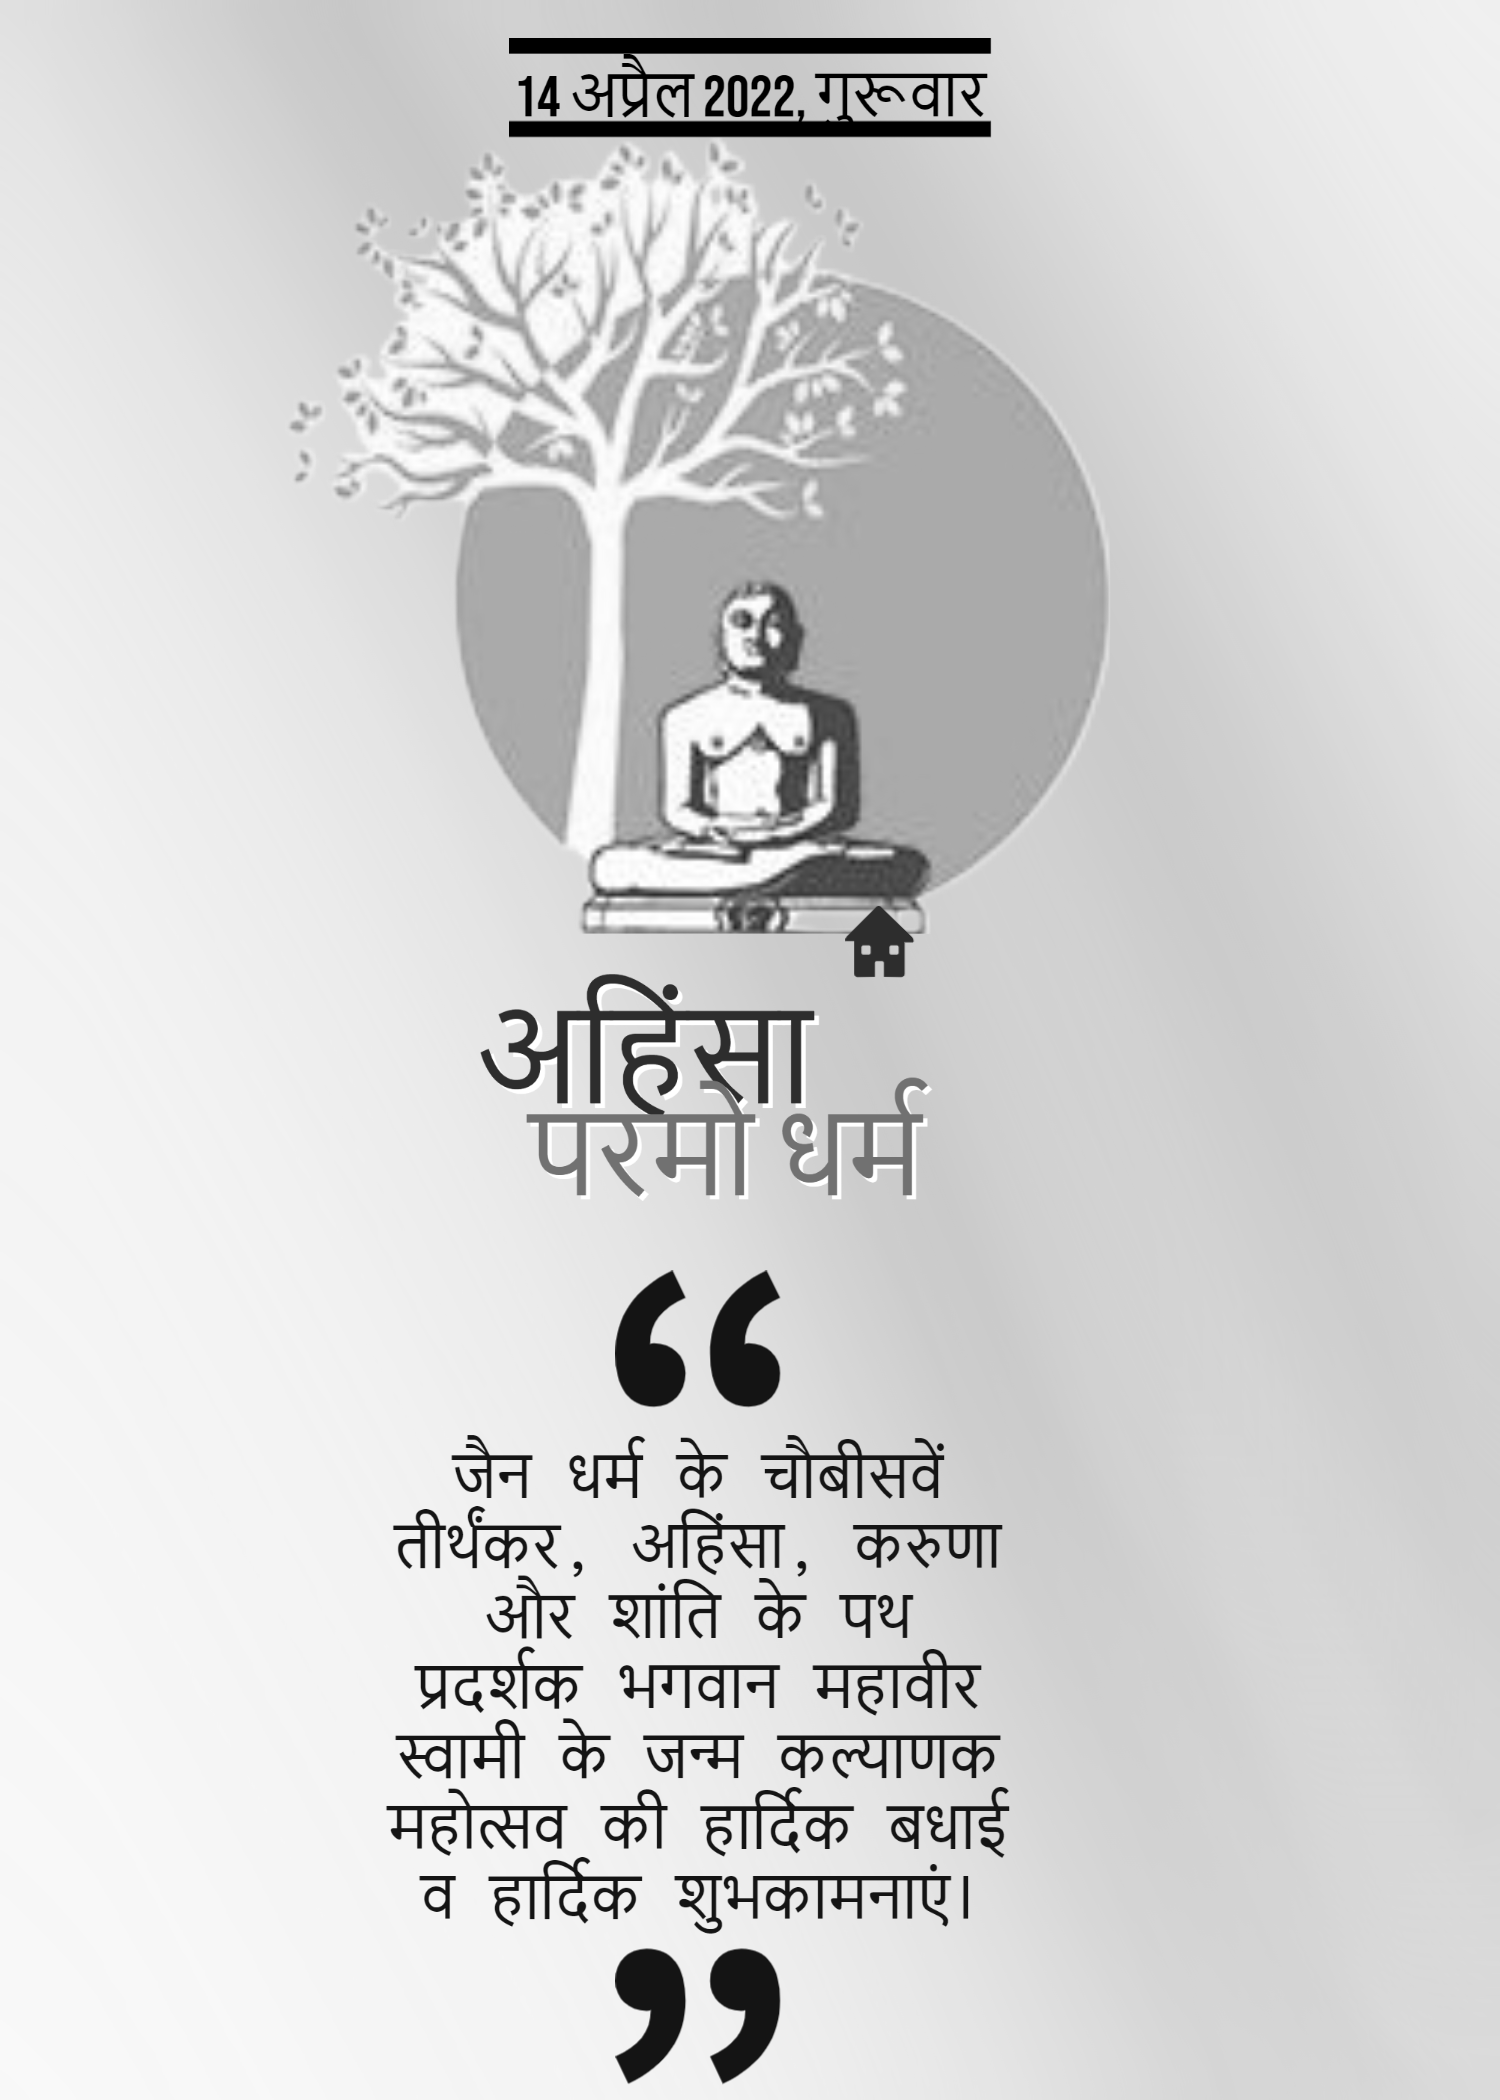 14 अप्रैल 2022, गुरूवार
अहिंसा
परमो धर्म
“
जैन धर्म के चौबीसवें
तीर्थंकर, अहिंसा, करुणा
और शांति के पथ
प्रदर्शक भगवान महावीर
स्वामी के जन्म कल्याणक
महोत्सव की हार्दिक बधाई
व हार्दिक शुभकामनाएं।
”